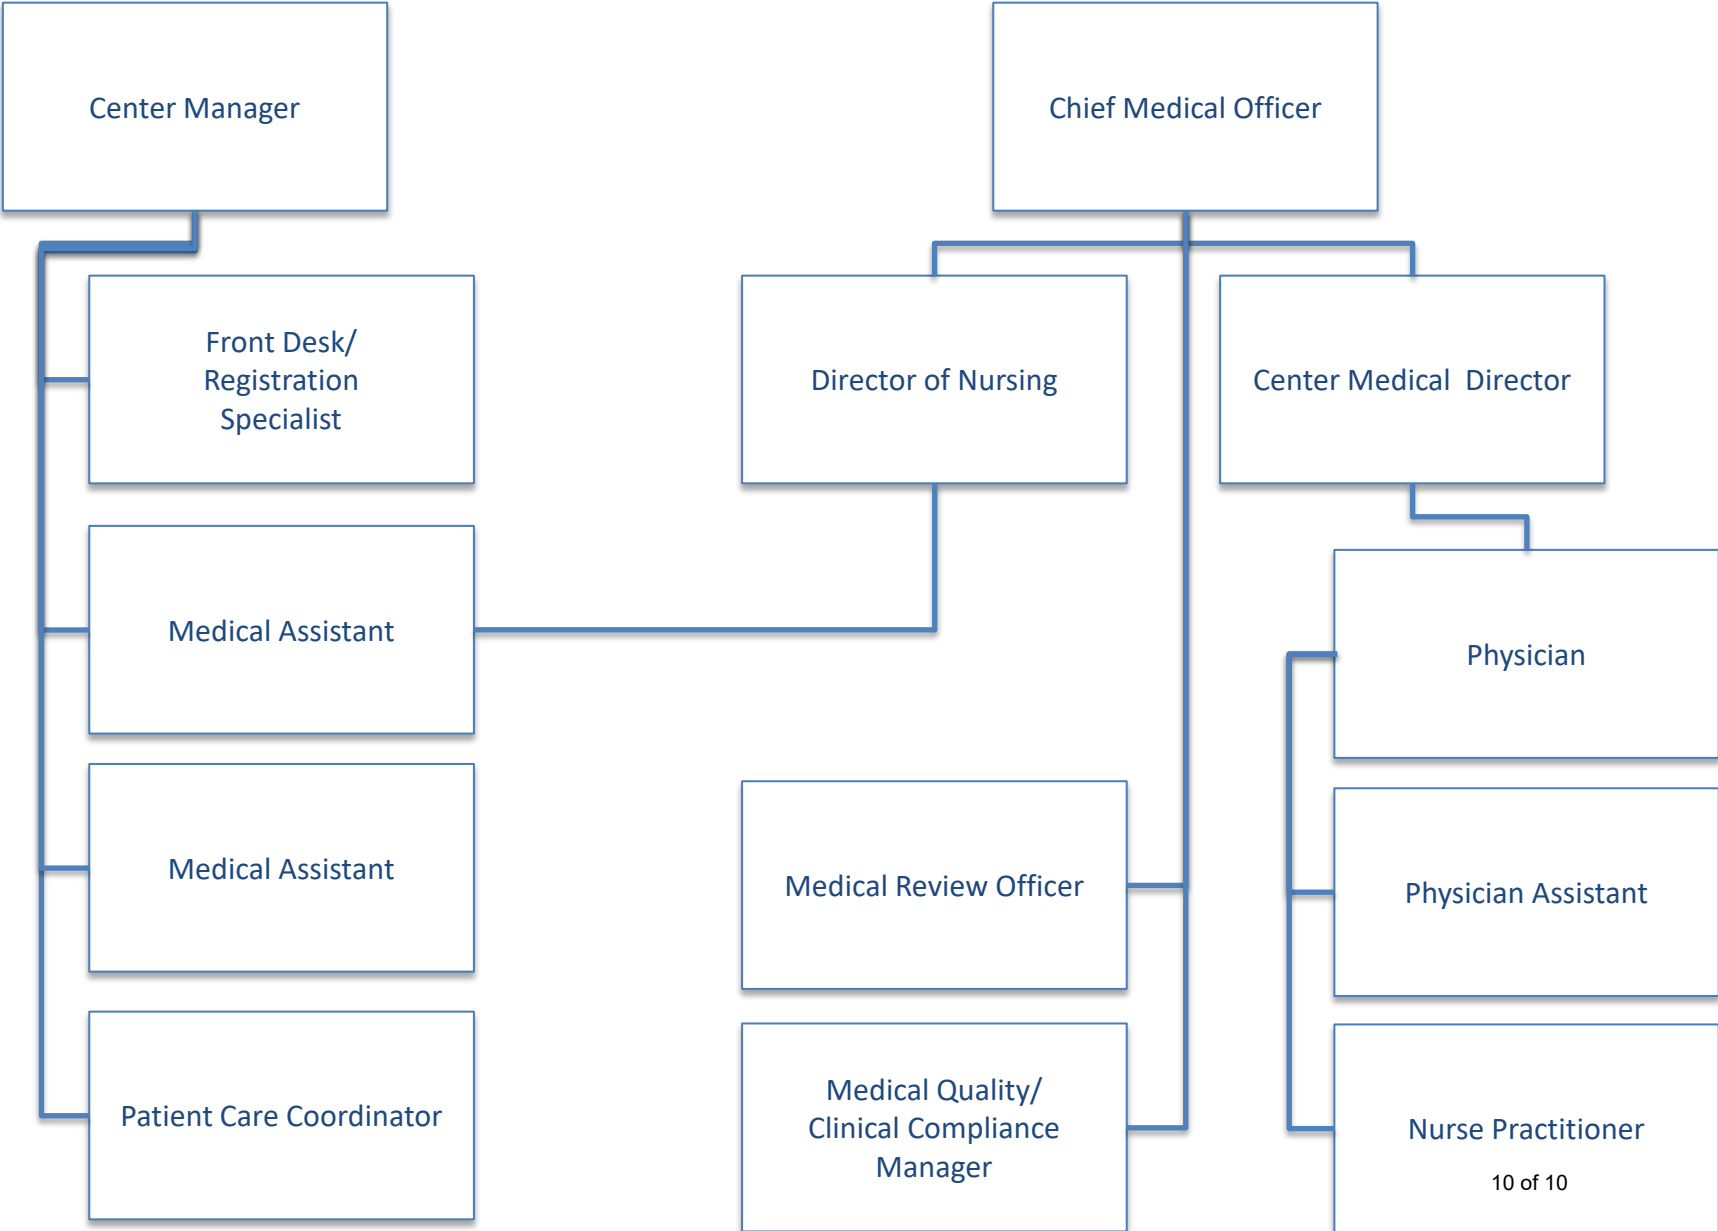 Center Manager
Chief Medical Officer
Front Desk/
Registration
Specialist
Director of Nursing
Center Medical  Director
Medical Assistant
Physician
Medical Assistant
Medical Review Officer
Physician Assistant
Patient Care Coordinator
Medical Quality/
Clinical Compliance
Manager
Nurse Practitioner
10 of 10